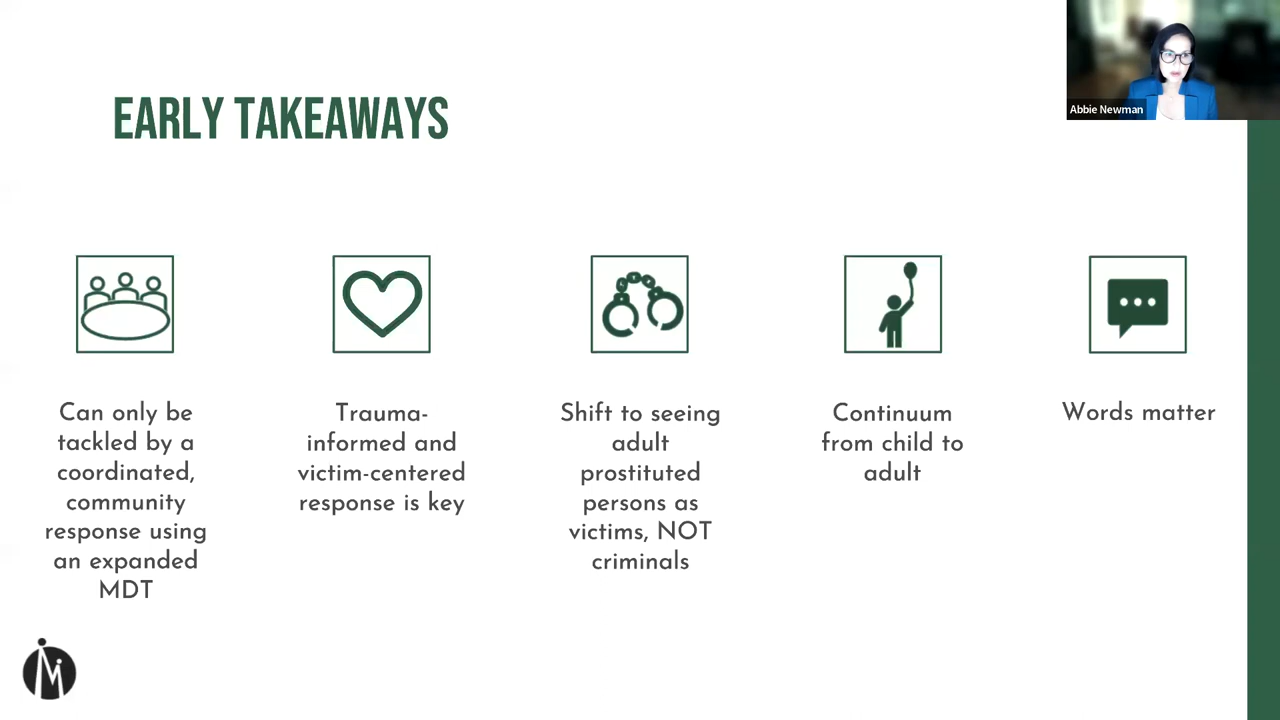 Abbie Newman
EARLY TAKEAWAYS
Can only be
tackled by a
coordinated,
community
response using
an expanded
MDT
Trauma-
informed and
victim-centered
response is key
Shift to seeing
adult
prostituted
persons as
victims, NOT
criminals
Continuum
from child to
adult
Words matter